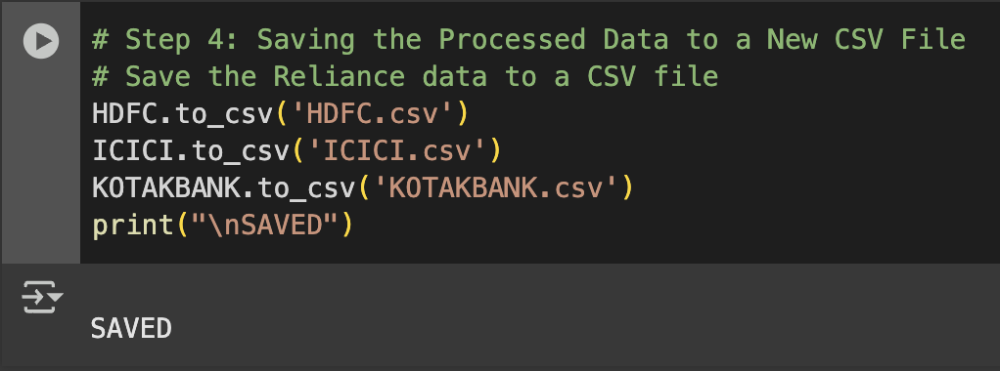 # Step 4: Saving the Processed Data to a New CSV File
# Save the Reliance data to a CSV file
HDFC.to_csv('HDFC.csv')
ICICI.to_csv('ICICI.csv')
KOTAKBANK.to_csv('KOTAKBANK.csv')
print("\nSAVED")
SAVED